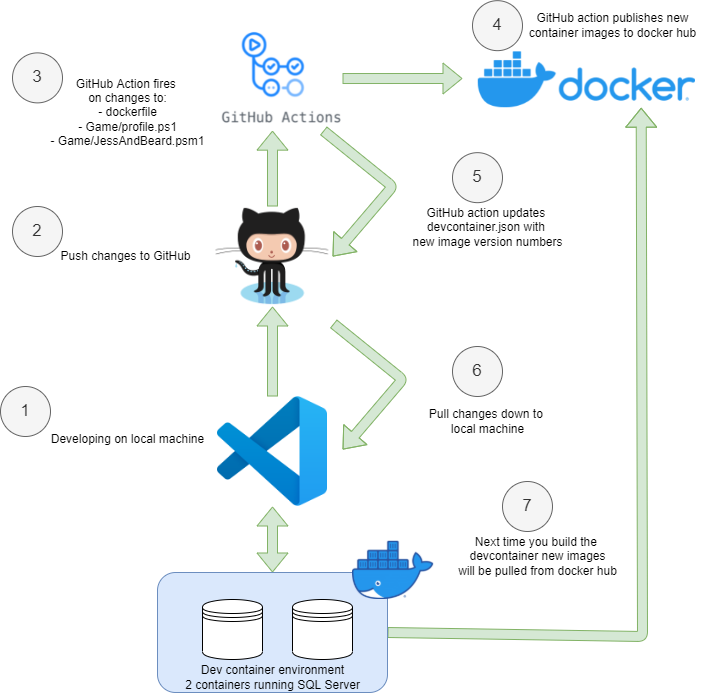 4
GitHub action publishes new
container images to docker hub
docker
3
GitHub Action fires
on changes to:
- dockerfile
- Game/profile.ps1
- Game/JessAndBeard.psm1
GitHub Actions
5
GitHub action updates
devcontainer.json with
new image version numbers
2
Push changes to GitHub
6
Pull changes down to
local machine
1
Developing on local machine
7
Next time you build the
devcontainer new images
will be pulled from docker hub
Dev container environment
2 containers running SQL Server